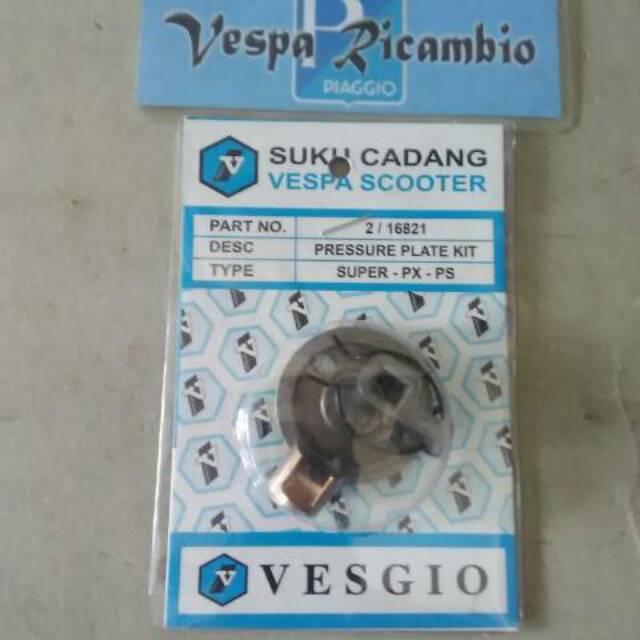 Vespa Ricambio
PIAGGIO
SUKU CADANG
VESPA SCOOTER
PART NO. 2 / 16821
DESC PRESSURE PLATE KIT
TYPE SUPER - PX - PS
VESGIO